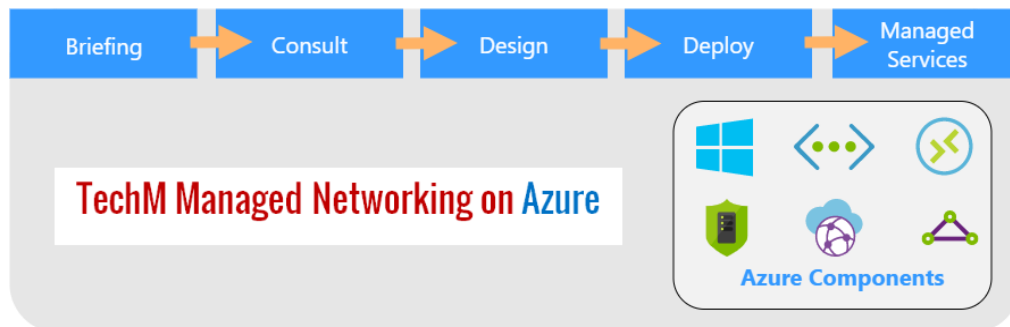 Briefing
Consult
Design
Deploy
Managed
Services
TechM Managed Networking on Azure
Azure Components